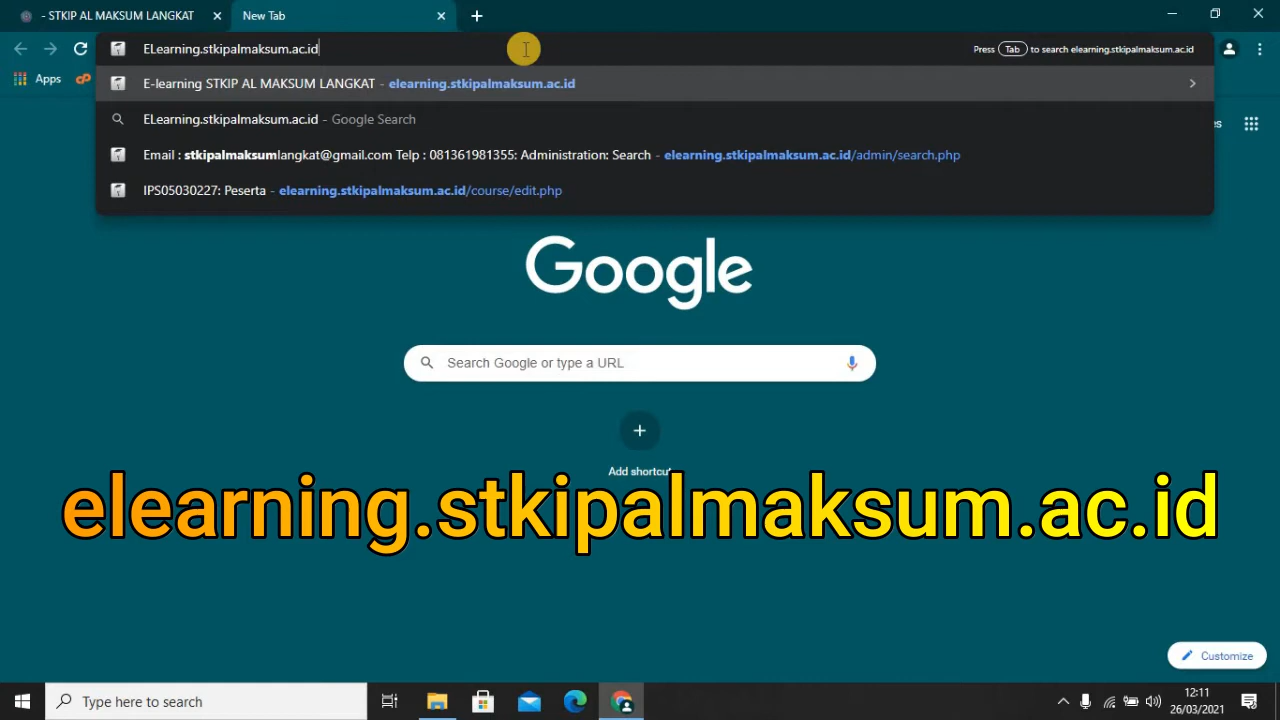 - STKIP AL MAKSUM LANGKAT
New Tab
ELearning.stkipalmaksum.ac.id
Press Tab to search elearning.stkipalmaksum.ac.id
Apps
E-learning STKIP AL MAKSUM LANGKAT - elearning.stkipalmaksum.ac.id
ELearning.stkipalmaksum.ac.id - Google Search
Email : stkipalmaksumlangkat@gmail.com Telp : 081361981355: Administration: Search - elearning.stkipalmaksum.ac.id/admin/search.php
IPS05030227: Peserta - elearning.stkipalmaksum.ac.id/course/edit.php
Google
Search Google or type a URL
Add shortcut
elearning.stkipalmaksum.ac.id
Customize
Type here to search
12:11
26/03/2021